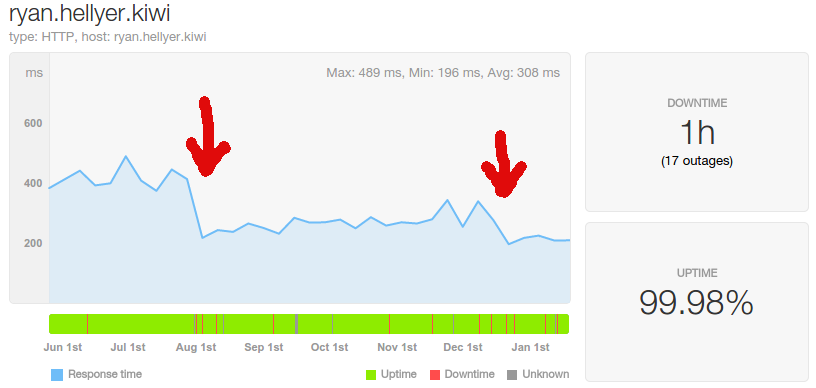 ryan.hellyer.kiwi
type: HTTP, host: ryan.hellyer.kiwi
ms
Max: 489 ms, Min: 196 ms, Avg: 308 ms
600
400
200
Jun 1st Jul 1st Aug 1st Sep 1st Oct 1st Nov 1st Dec 1st Jan 1st
Response time
Uptime Downtime Unknown
DOWNTIME
1h
(17 outages)
UPTIME
99.98%